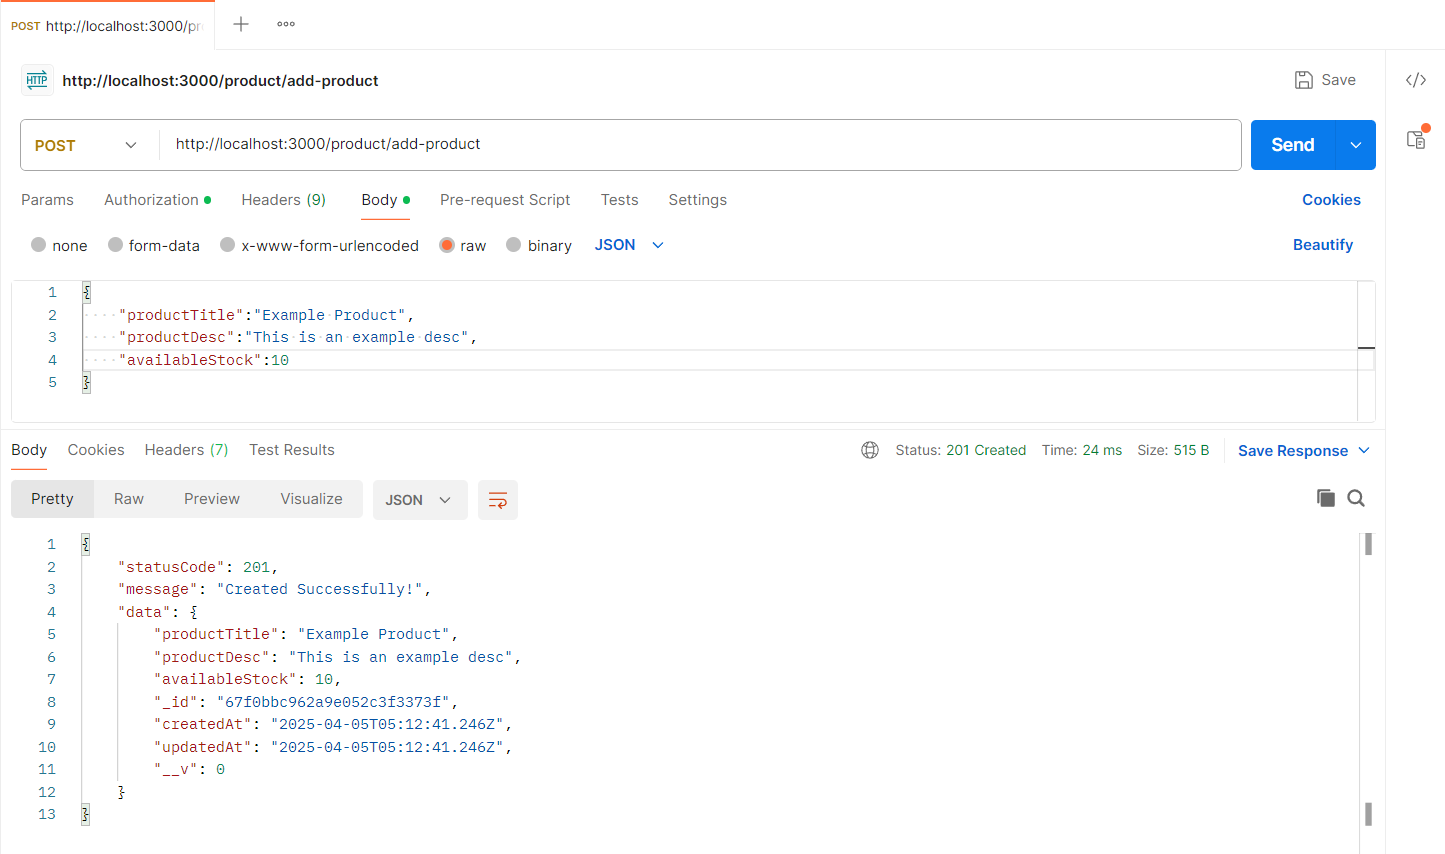 POST http://localhost:3000/pr
HTTP http://localhost:3000/product/add-product
Save
POST http://localhost:3000/product/add-product
Send
Params Authorization Headers (9) Body Pre-request Script Tests Settings Cookies
none form-data x-www-form-urlencoded raw binary JSON Beautify
1 {
2 "productTitle":"Example Product",
3 "productDesc":"This is an example desc",
4 "availableStock":10
5 }
Body Cookies Headers (7) Test Results Status: 201 Created Time: 24 ms Size: 515 B Save Response
Pretty Raw Preview Visualize JSON
1 {
2 "statusCode": 201,
3 "message": "Created Successfully!",
4 "data": {
5 "productTitle": "Example Product",
6 "productDesc": "This is an example desc",
7 "availableStock": 10,
8 "_id": "67f0bbc962a9e052c3f3373f",
9 "createdAt": "2025-04-05T05:12:41.246Z",
10 "updatedAt": "2025-04-05T05:12:41.246Z",
11 "__v": 0
12 }
13 }